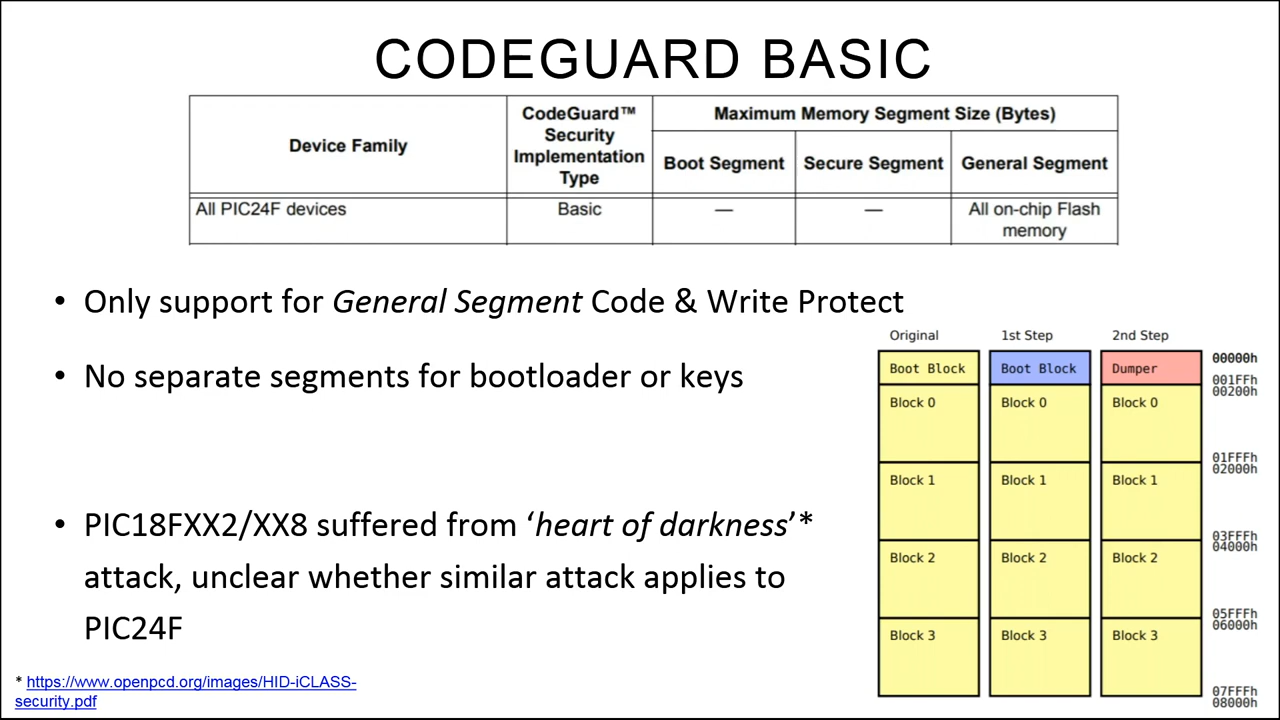 CODEGUARD BASIC
Device Family
CodeGuard™
Security
Implementation
Type
Maximum Memory Segment Size (Bytes)
Boot Segment
Secure Segment
General Segment
All PIC24F devices
Basic
—
—
All on-chip Flash
memory
• Only support for General Segment Code & Write Protect
• No separate segments for bootloader or keys
• PIC18FXX2/XX8 suffered from ‘heart of darkness’*
attack, unclear whether similar attack applies to
PIC24F
Original
1st Step
2nd Step
Boot Block
Boot Block
Dumper
00000h
001FFh
00200h
Block 0
Block 0
Block 0
01FFFh
02000h
Block 1
Block 1
Block 1
03FFFh
04000h
Block 2
Block 2
Block 2
05FFFh
06000h
Block 3
Block 3
Block 3
07FFFh
08000h
* https://www.openpcd.org/images/HID-iCLASS-
security.pdf